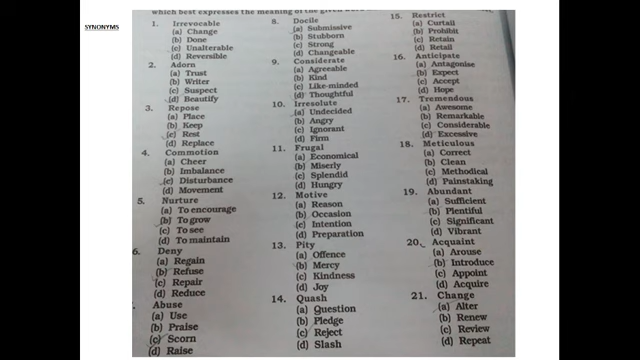 SYNONYMS
which best expresses the meaning of the given
1. Irrevocable
(a) Change
(b) Done
(c) Unalterable
(d) Reversible
2. Adorn
(a) Trust
(b) Writer
(c) Suspect
(d) Beautify
3. Repose
(a) Place
(b) Keep
(c) Rest
(d) Replace
4. Commotion
(a) Cheer
(b) Imbalance
(c) Disturbance
(d) Movement
5. Nurture
(a) To encourage
(b) To grow
(c) To see
(d) To maintain
6. Deny
(a) Regain
(b) Refuse
(c) Repair
(d) Reduce
Abuse
(a) Use
(b) Praise
(c) Scorn
(d) Raise
8. Docile
(a) Submissive
(b) Stubborn
(c) Strong
(d) Changeable
9. Considerate
(a) Agreeable
(b) Kind
(c) Like-minded
(d) Thoughtful
10. Irresolute
(a) Undecided
(b) Angry
(c) Ignorant
(d) Firm
11. Frugal
(a) Economical
(b) Miserly
(c) Splendid
(d) Hungry
12. Motive
(a) Reason
(b) Occasion
(c) Intention
(d) Preparation
13. Pity
(a) Offence
(b) Mercy
(c) Kindness
(d) Joy
14. Quash
(a) Question
(b) Pledge
(c) Reject
(d) Slash
15. Restrict
(a) Curtail
(b) Prohibit
(c) Retain
(d) Retail
16. Anticipate
(a) Antagonise
(b) Expect
(c) Accept
(d) Hope
17. Tremendous
(a) Awesome
(b) Remarkable
(c) Considerable
(d) Excessive
18. Meticulous
(a) Correct
(b) Clean
(c) Methodical
(d) Painstaking
19. Abundant
(a) Sufficient
(b) Plentiful
(c) Significant
(d) Vibrant
20. Acquaint
(a) Arouse
(b) Introduce
(c) Appoint
(d) Acquire
21. Change
(a) Alter
(b) Renew
(c) Review
(d) Repeat